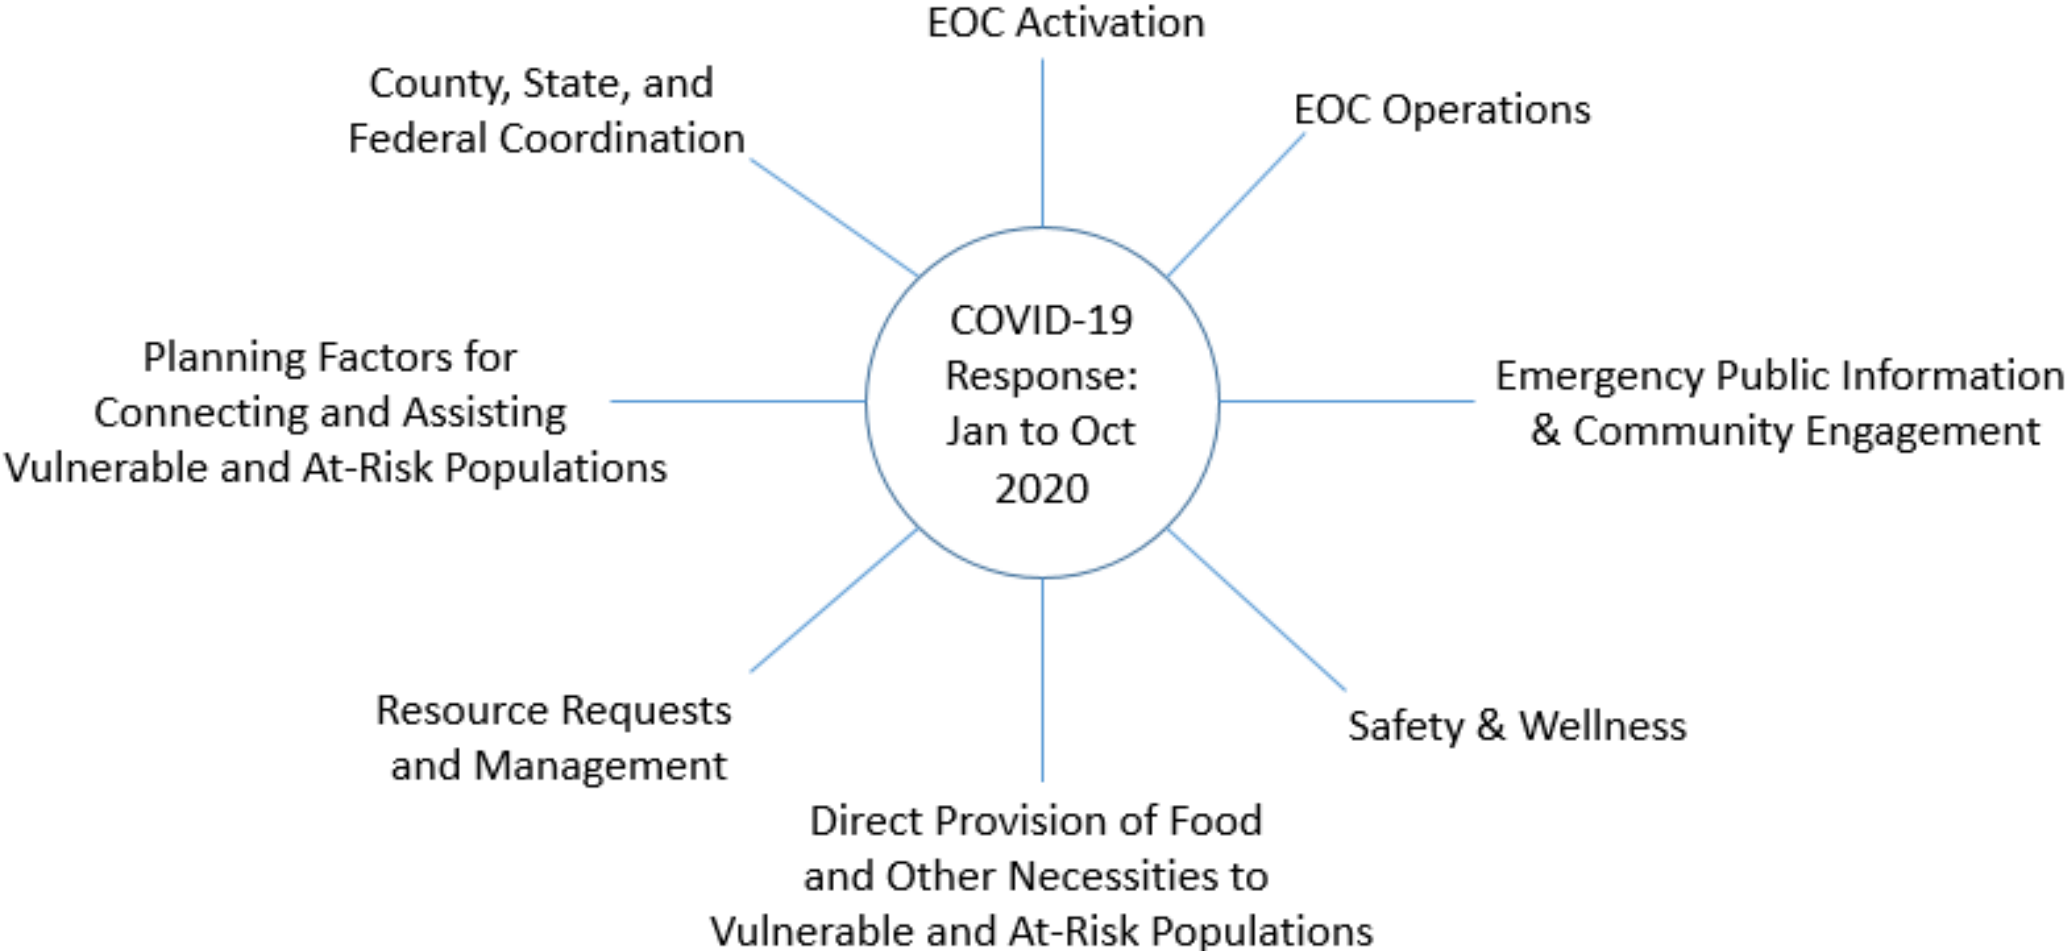 EOC Activation
County, State, and
Federal Coordination
EOC Operations
COVID-19
Response:
Jan to Oct
2020
Planning Factors for
Connecting and Assisting
Vulnerable and At-Risk Populations
Emergency Public Information
& Community Engagement
Resource Requests
and Management
Safety & Wellness
Direct Provision of Food
and Other Necessities to
Vulnerable and At-Risk Populations